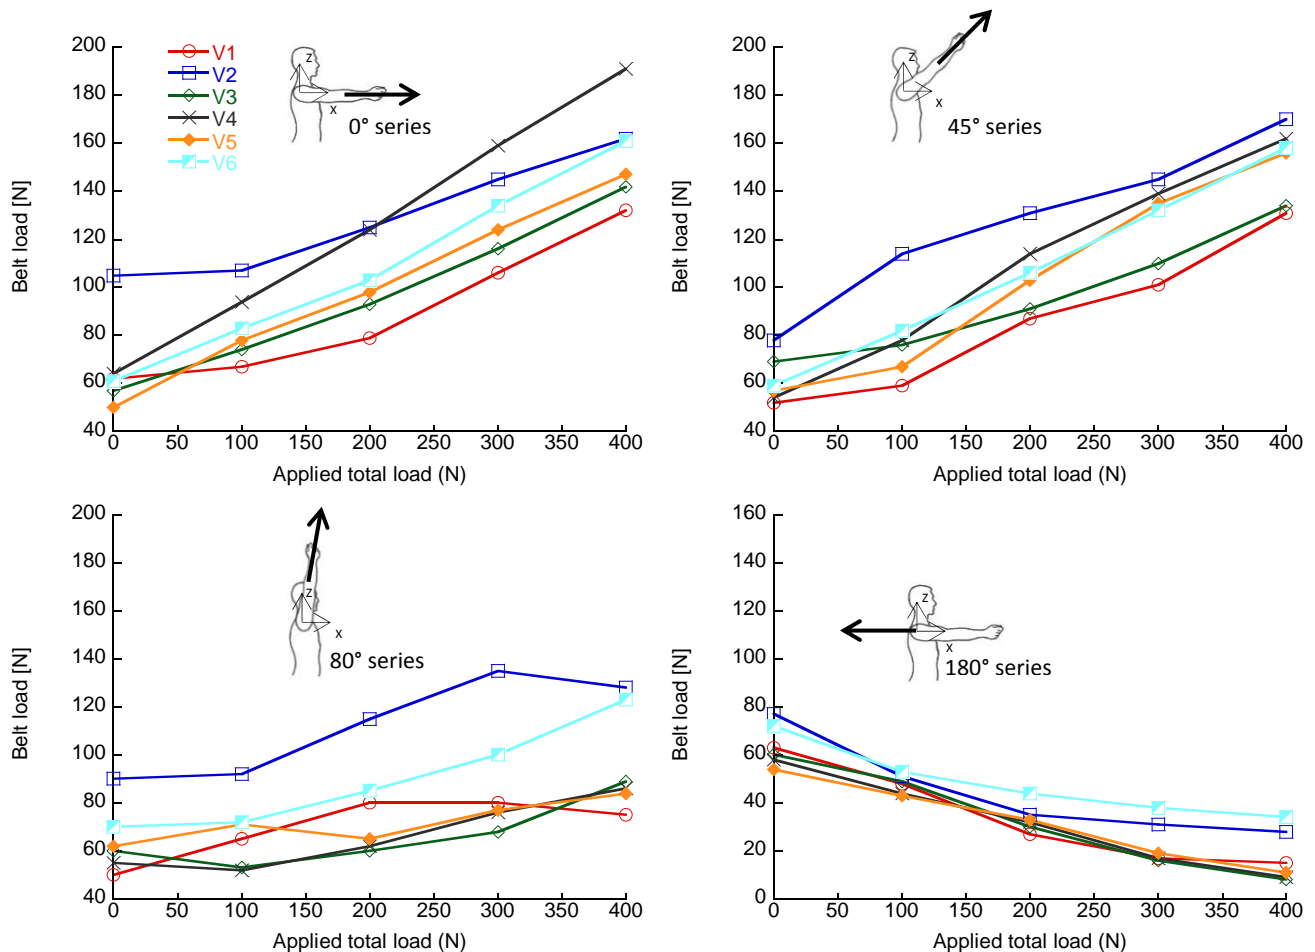 200
180
160
140
120
100
80
60
40
Belt load [N]
V1
V2
V3
V4
V5
V6
z
x
0° series
0 50 100 150 200 250 300 350 400
Applied total load (N)
200
180
160
140
120
100
80
60
40
Belt load [N]
z
x
45° series
0 50 100 150 200 250 300 350 400
Applied total load (N)
200
180
160
140
120
100
80
60
40
Belt load [N]
z
x
80° series
0 50 100 150 200 250 300 350 400
Applied total load (N)
160
140
120
100
80
60
40
20
0
Belt load [N]
z
x
180° series
0 50 100 150 200 250 300 350 400
Applied total load (N)